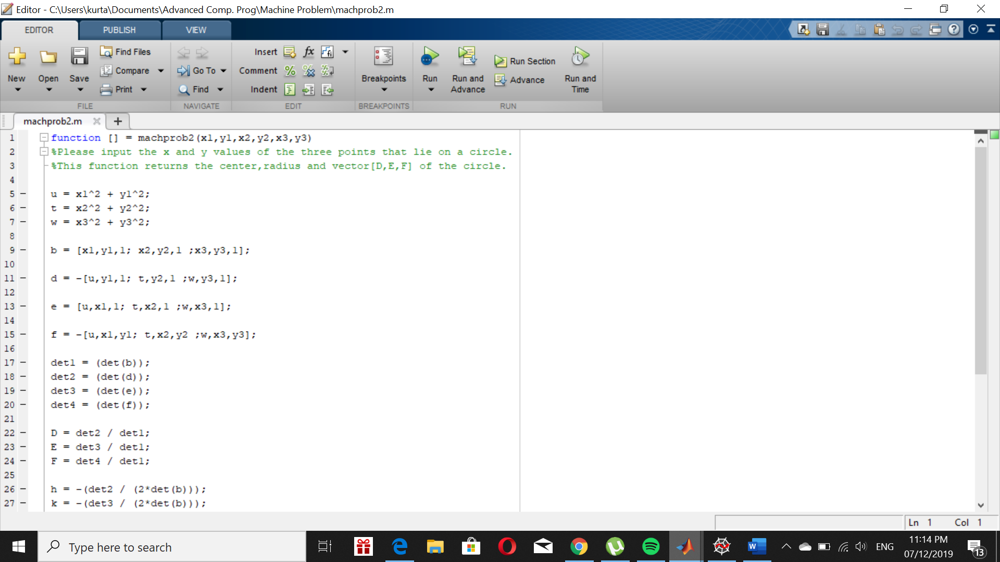 Editor - C:\Users\kurta\Documents\Advanced Comp. Prog\Machine Problem\machprob2.m
EDITOR PUBLISH VIEW
New Open Save Find Files Compare Print
FILE
Go To Find
NAVIGATE
Insert fx
Comment
Indent
EDIT
Breakpoints
BREAKPOINTS
Run Run and Advance Run Section Advance Run and Time
RUN
machprob2.m
1 function [] = machprob2(x1,y1,x2,y2,x3,y3)
2 %Please input the x and y values of the three points that lie on a circle.
3 %This function returns the center,radius and vector[D,E,F] of the circle.
4
5 u = x1^2 + y1^2;
6 t = x2^2 + y2^2;
7 w = x3^2 + y3^2;
8
9 b = [x1,y1,1; x2,y2,1 ;x3,y3,1];
10
11 d = -[u,y1,1; t,y2,1 ;w,y3,1];
12
13 e = [u,x1,1; t,x2,1 ;w,x3,1];
14
15 f = -[u,x1,y1; t,x2,y2 ;w,x3,y3];
16
17 det1 = (det(b));
18 det2 = (det(d));
19 det3 = (det(e));
20 det4 = (det(f));
21
22 D = det2 / det1;
23 E = det3 / det1;
24 F = det4 / det1;
25
26 h = -(det2 / (2*det(b)));
27 k = -(det3 / (2*det(b)));
Ln 1 Col 1
Type here to search
ENG
11:14 PM
07/12/2019
13